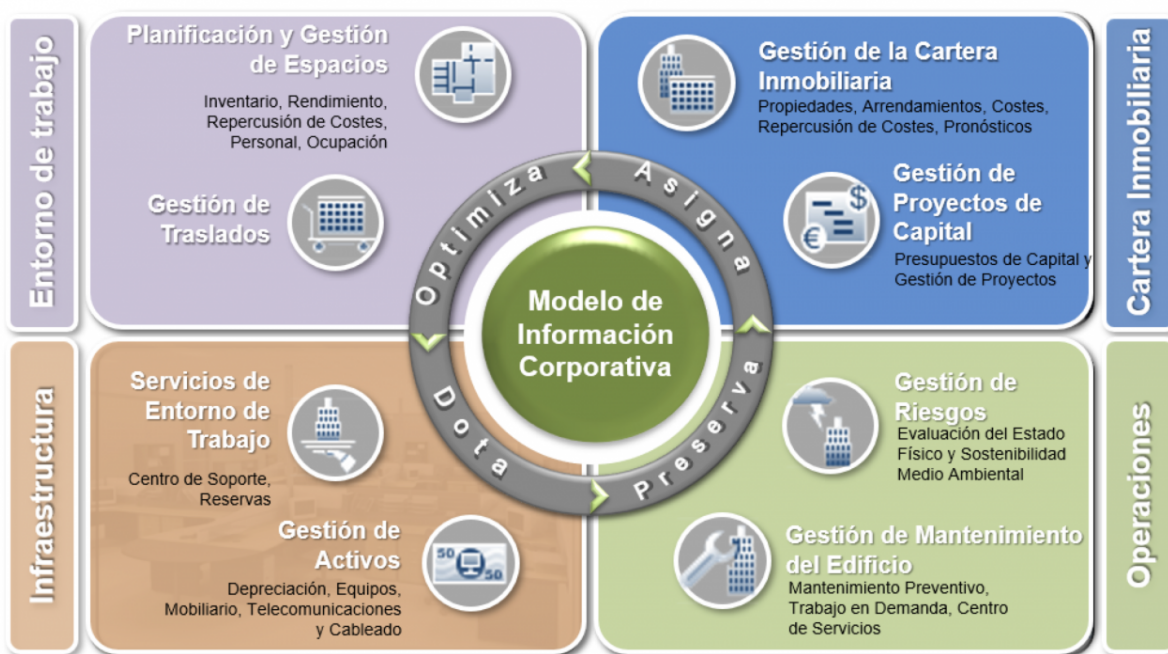 Entorno de trabajo
Planificación y Gestión
de Espacios
Inventario, Rendimiento,
Repercusión de Costes,
Personal, Ocupación
Gestión de
Traslados
Gestión de la Cartera
Inmobiliaria
Propiedades, Arrendamientos, Costes,
Repercusión de Costes, Pronósticos
Gestión de
Proyectos de
Capital
Presupuestos de Capital y
Gestión de Proyectos
$
€
Cartera Inmobiliaria
Optimiza
Asigna
Modelo de
Información
Corporativa
Dota
Preserva
Infraestructura
Servicios de
Entorno de
Trabajo
Centro de Soporte,
Reservas
Gestión de
Activos
50
50
Depreciación, Equipos,
Mobiliario, Telecomunicaciones
y Cableado
Gestión de
Riesgos
Evaluación del Estado
Físico y Sostenibilidad
Medio Ambiental
Gestión de Mantenimiento
del Edificio
Mantenimiento Preventivo,
Trabajo en Demanda, Centro
de Servicios
Operaciones